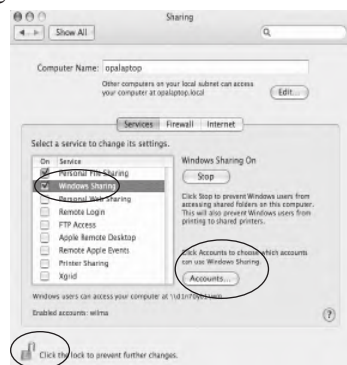 Sharing
Show All
Computer Name: opalaptop
Other computers on your local subnet can access
your computer at opalaptop.local
Edit...
Services Firewall Internet
Select a service to change its settings.
On Service
Personal File Sharing
Windows Sharing
Personal Web Sharing
Remote Login
FTP Access
Apple Remote Desktop
Remote Apple Events
Printer Sharing
Xgrid
Windows Sharing On
Stop
Click Stop to prevent Windows users from
accessing shared folders on this computer.
This will also prevent Windows users from
printing to shared printers.
Click Accounts to choose which accounts
can use Windows Sharing.
Accounts...
Windows users can access your computer at
Enabled accounts: wilma
?
Click the lock to prevent further changes.